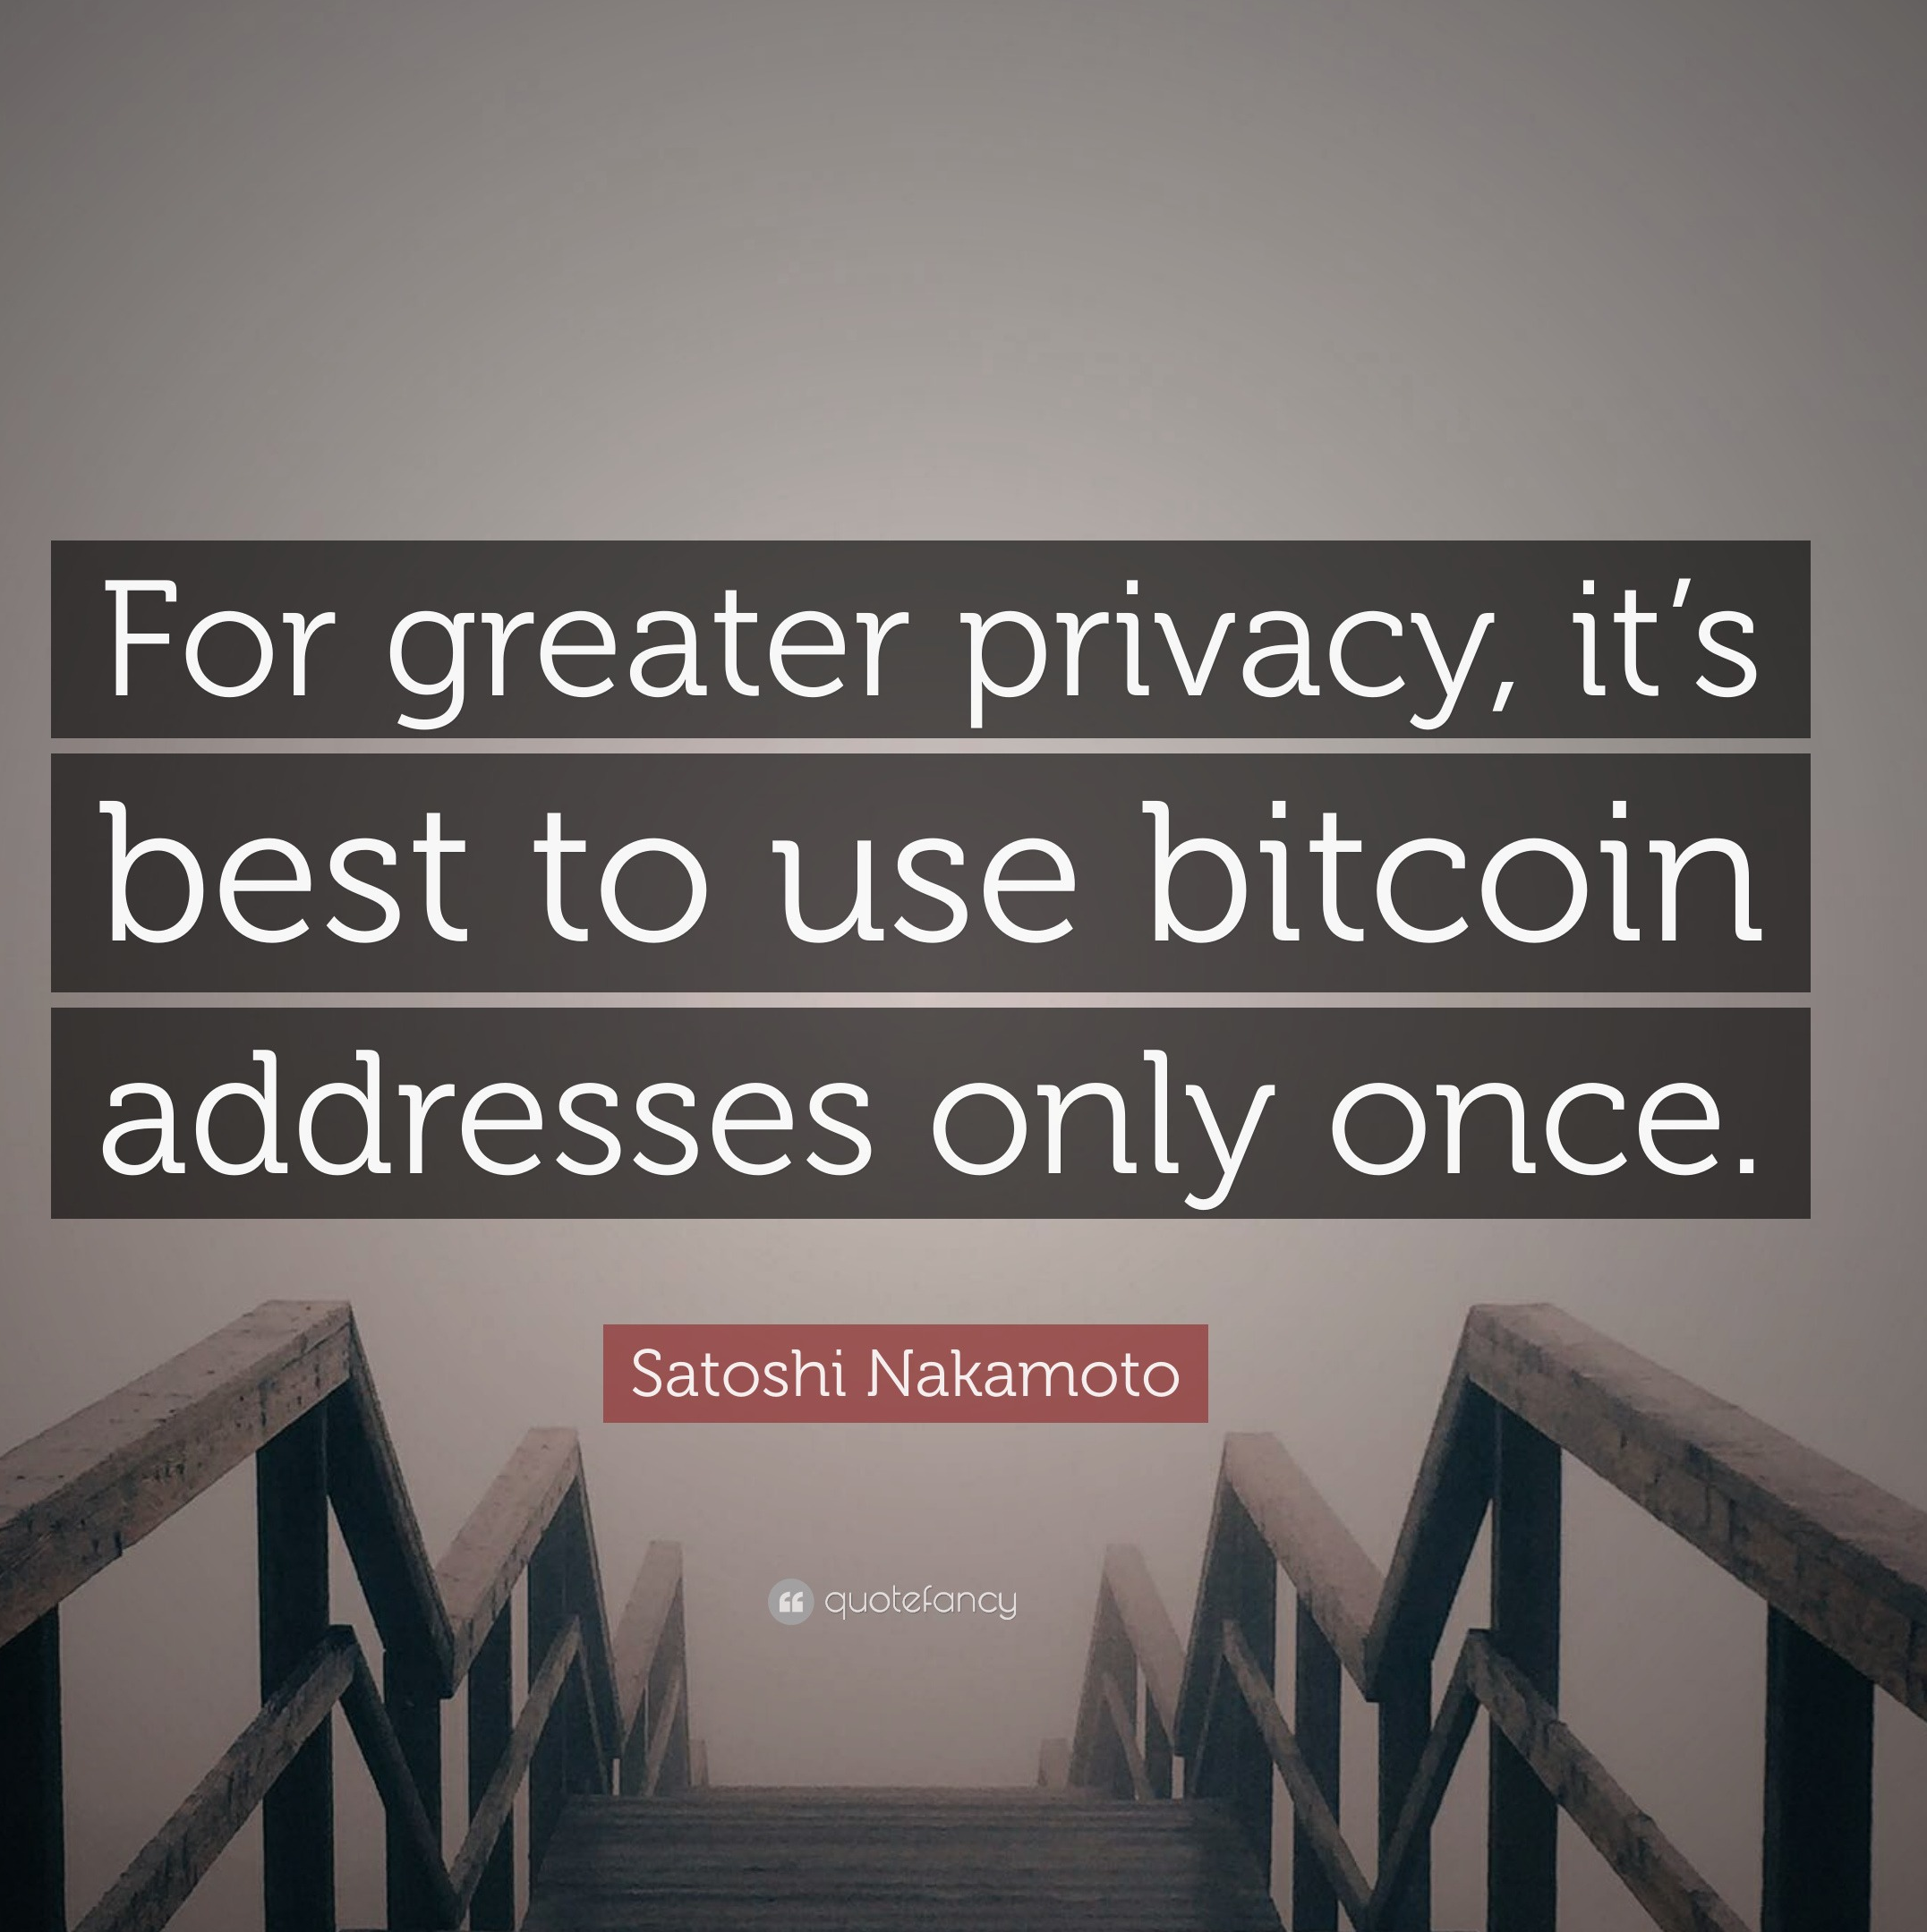 For greater privacy, it’s
best to use bitcoin
addresses only once.
Satoshi Nakamoto
quotefancy